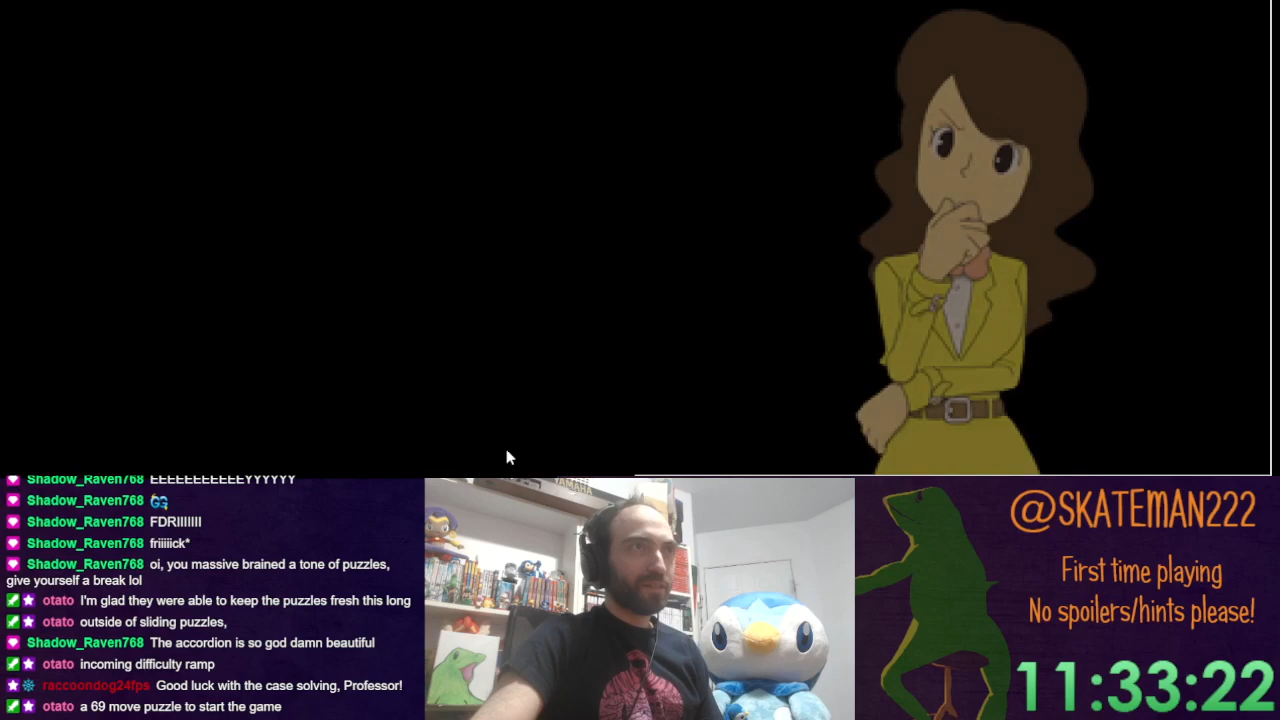 Shadow_Raven768 EEEEEEEEEEEYYYYYY
Shadow_Raven768 GG
Shadow_Raven768 FDRIIIIIII
Shadow_Raven768 friiiiick*
Shadow_Raven768 oi, you massive brained a tone of puzzles,
give yourself a break lol
otato I'm glad they were able to keep the puzzles fresh this long
otato outside of sliding puzzles,
Shadow_Raven768 The accordion is so god damn beautiful
otato incoming difficulty ramp
raccoondog24fps Good luck with the case solving, Professor!
otato a 69 move puzzle to start the game
YAMAHA
@SKATEMAN222
First time playing
No spoilers/hints please!
11:33:22